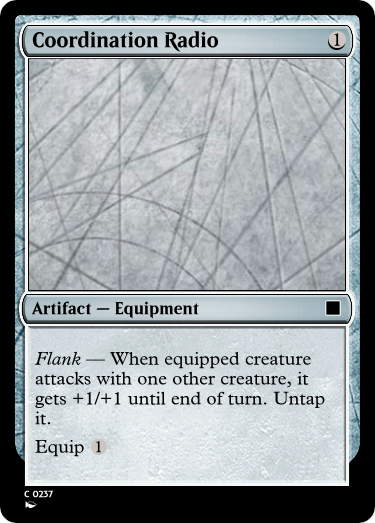 Coordination Radio 1
Artifact — Equipment
Flank — When equipped creature
attacks with one other creature, it
gets +1/+1 until end of turn. Untap
it.
Equip 1
C 0237